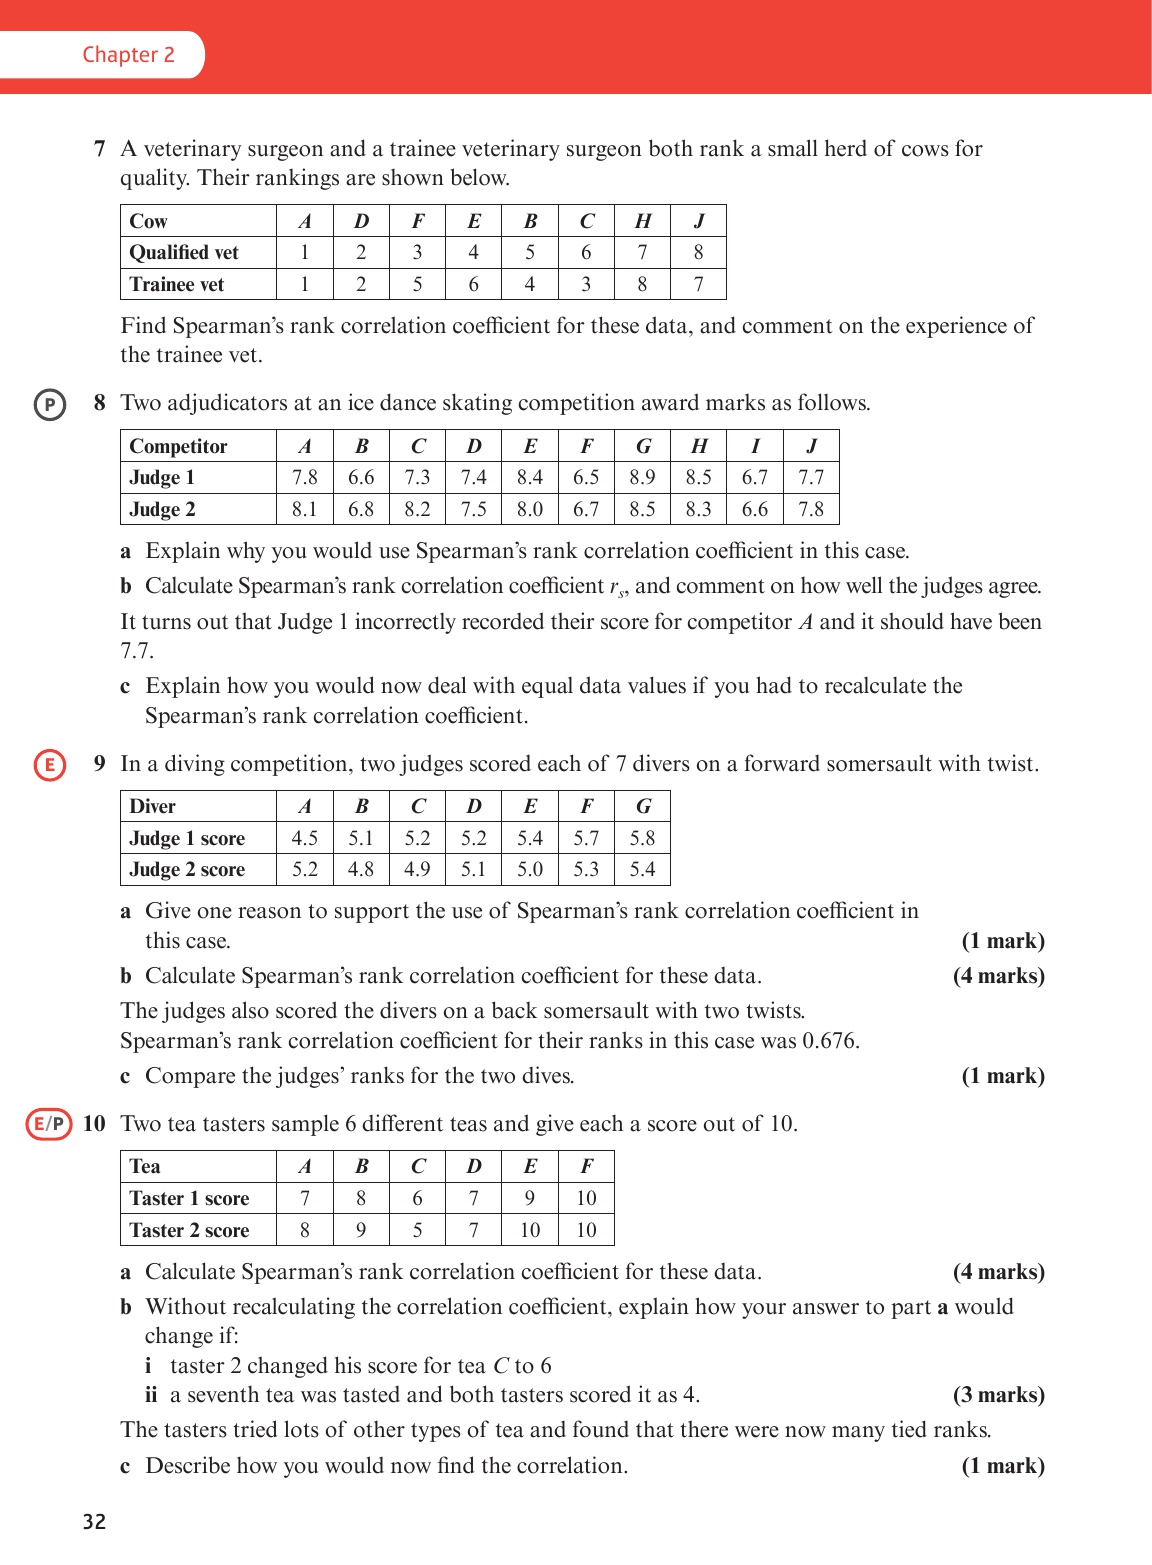 Chapter 2
7 A veterinary surgeon and a trainee veterinary surgeon both rank a small herd of cows for
quality. Their rankings are shown below.
Cow A D F E B C H J
Qualified vet 1 2 3 4 5 6 7 8
Trainee vet 1 2 5 6 4 3 8 7
Find Spearman’s rank correlation coefficient for these data, and comment on the experience of
the trainee vet.
P 8 Two adjudicators at an ice dance skating competition award marks as follows.
Competitor A B C D E F G H I J
Judge 1 7.8 6.6 7.3 7.4 8.4 6.5 8.9 8.5 6.7 7.7
Judge 2 8.1 6.8 8.2 7.5 8.0 6.7 8.5 8.3 6.6 7.8
a Explain why you would use Spearman’s rank correlation coefficient in this case.
b Calculate Spearman’s rank correlation coefficient rₛ, and comment on how well the judges agree.
It turns out that Judge 1 incorrectly recorded their score for competitor A and it should have been
7.7.
c Explain how you would now deal with equal data values if you had to recalculate the
Spearman’s rank correlation coefficient.
E 9 In a diving competition, two judges scored each of 7 divers on a forward somersault with twist.
Diver A B C D E F G
Judge 1 score 4.5 5.1 5.2 5.2 5.4 5.7 5.8
Judge 2 score 5.2 4.8 4.9 5.1 5.0 5.3 5.4
a Give one reason to support the use of Spearman’s rank correlation coefficient in
this case. (1 mark)
b Calculate Spearman’s rank correlation coefficient for these data. (4 marks)
The judges also scored the divers on a back somersault with two twists.
Spearman’s rank correlation coefficient for their ranks in this case was 0.676.
c Compare the judges’ ranks for the two dives. (1 mark)
E/P 10 Two tea tasters sample 6 different teas and give each a score out of 10.
Tea A B C D E F
Taster 1 score 7 8 6 7 9 10
Taster 2 score 8 9 5 7 10 10
a Calculate Spearman’s rank correlation coefficient for these data. (4 marks)
b Without recalculating the correlation coefficient, explain how your answer to part a would
change if:
i taster 2 changed his score for tea C to 6
ii a seventh tea was tasted and both tasters scored it as 4. (3 marks)
The tasters tried lots of other types of tea and found that there were now many tied ranks.
c Describe how you would now find the correlation. (1 mark)
32